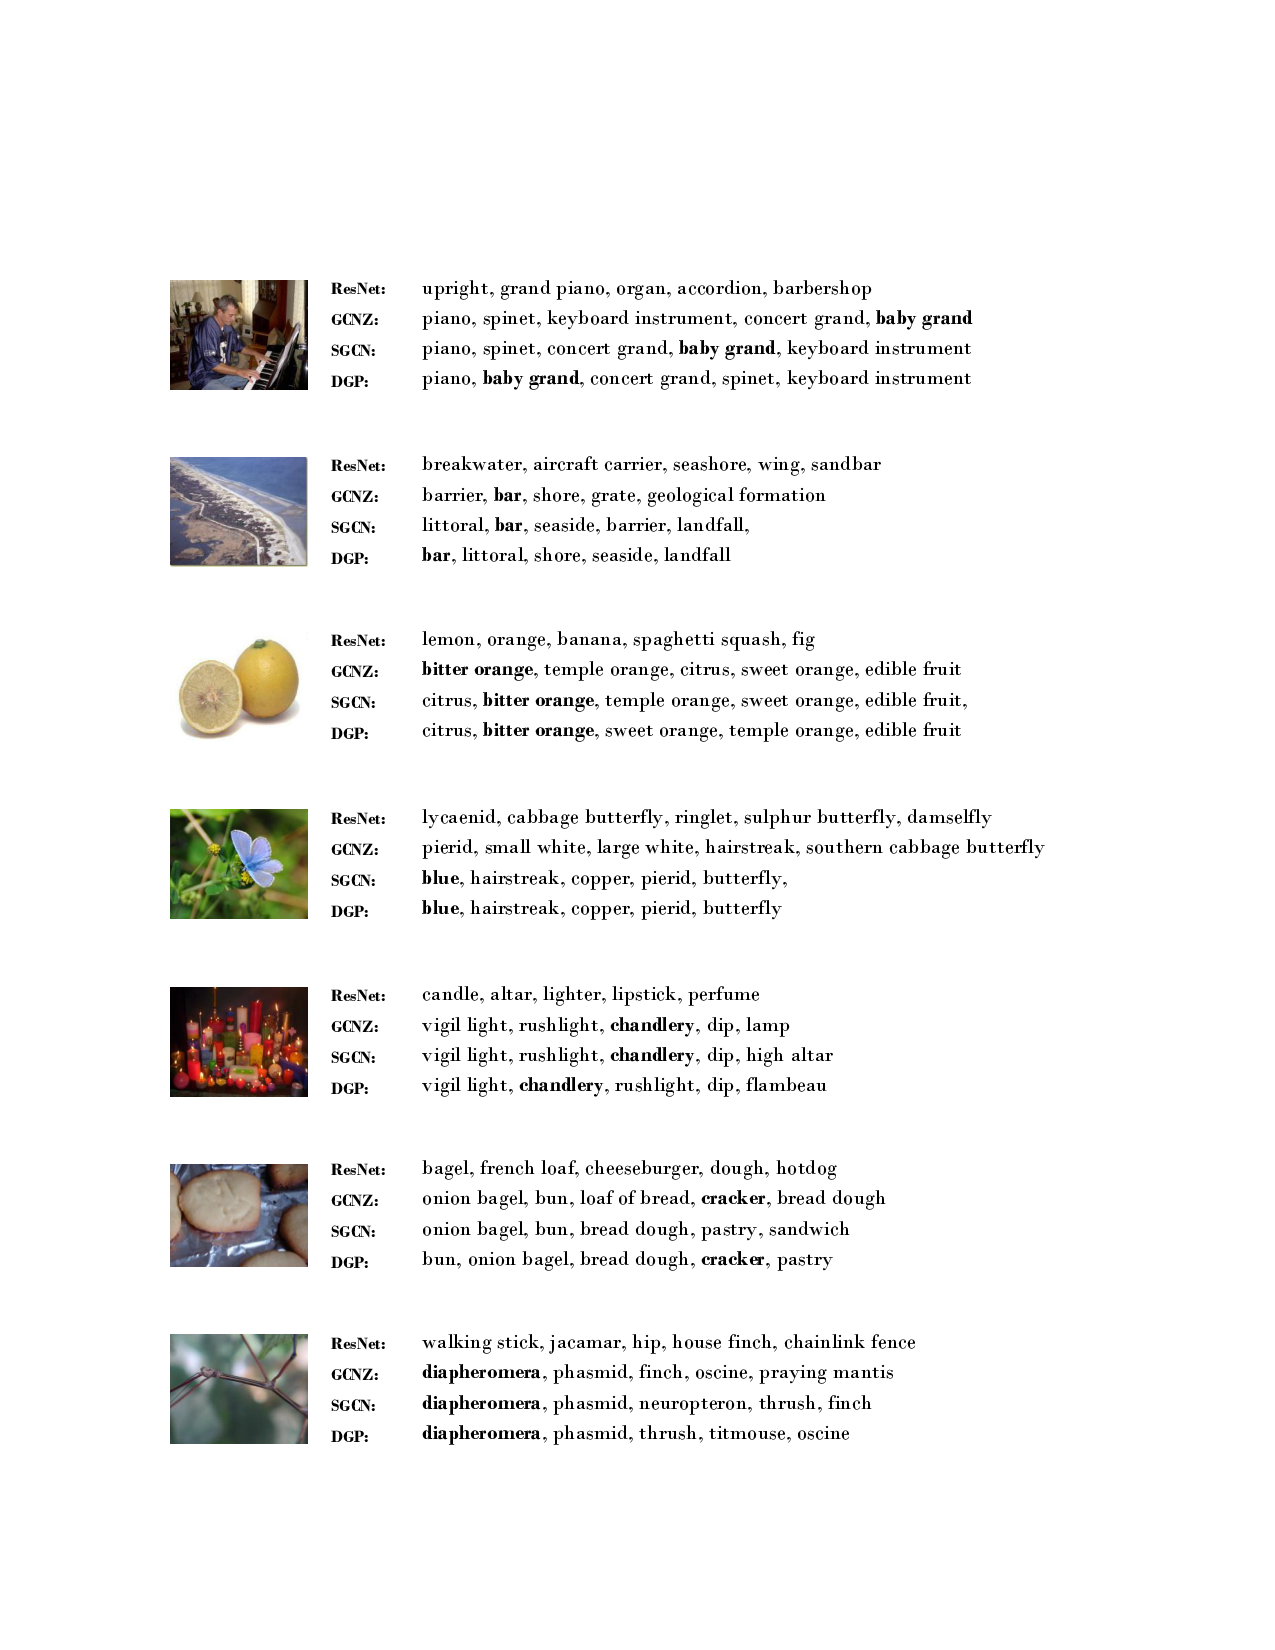 ResNet: upright, grand piano, organ, accordion, barbershop
GCNZ: piano, spinet, keyboard instrument, concert grand, baby grand
SGCN: piano, spinet, concert grand, baby grand, keyboard instrument
DGP: piano, baby grand, concert grand, spinet, keyboard instrument
ResNet: breakwater, aircraft carrier, seashore, wing, sandbar
GCNZ: barrier, bar, shore, grate, geological formation
SGCN: littoral, bar, seaside, barrier, landfall,
DGP: bar, littoral, shore, seaside, landfall
ResNet: lemon, orange, banana, spaghetti squash, fig
GCNZ: bitter orange, temple orange, citrus, sweet orange, edible fruit
SGCN: citrus, bitter orange, temple orange, sweet orange, edible fruit,
DGP: citrus, bitter orange, sweet orange, temple orange, edible fruit
ResNet: lycaenid, cabbage butterfly, ringlet, sulphur butterfly, damselfly
GCNZ: pierid, small white, large white, hairstreak, southern cabbage butterfly
SGCN: blue, hairstreak, copper, pierid, butterfly,
DGP: blue, hairstreak, copper, pierid, butterfly
ResNet: candle, altar, lighter, lipstick, perfume
GCNZ: vigil light, rushlight, chandlery, dip, lamp
SGCN: vigil light, rushlight, chandlery, dip, high altar
DGP: vigil light, chandlery, rushlight, dip, flambeau
ResNet: bagel, french loaf, cheeseburger, dough, hotdog
GCNZ: onion bagel, bun, loaf of bread, cracker, bread dough
SGCN: onion bagel, bun, bread dough, pastry, sandwich
DGP: bun, onion bagel, bread dough, cracker, pastry
ResNet: walking stick, jacamar, hip, house finch, chainlink fence
GCNZ: diapheromera, phasmid, finch, oscine, praying mantis
SGCN: diapheromera, phasmid, neuropteron, thrush, finch
DGP: diapheromera, phasmid, thrush, titmouse, oscine